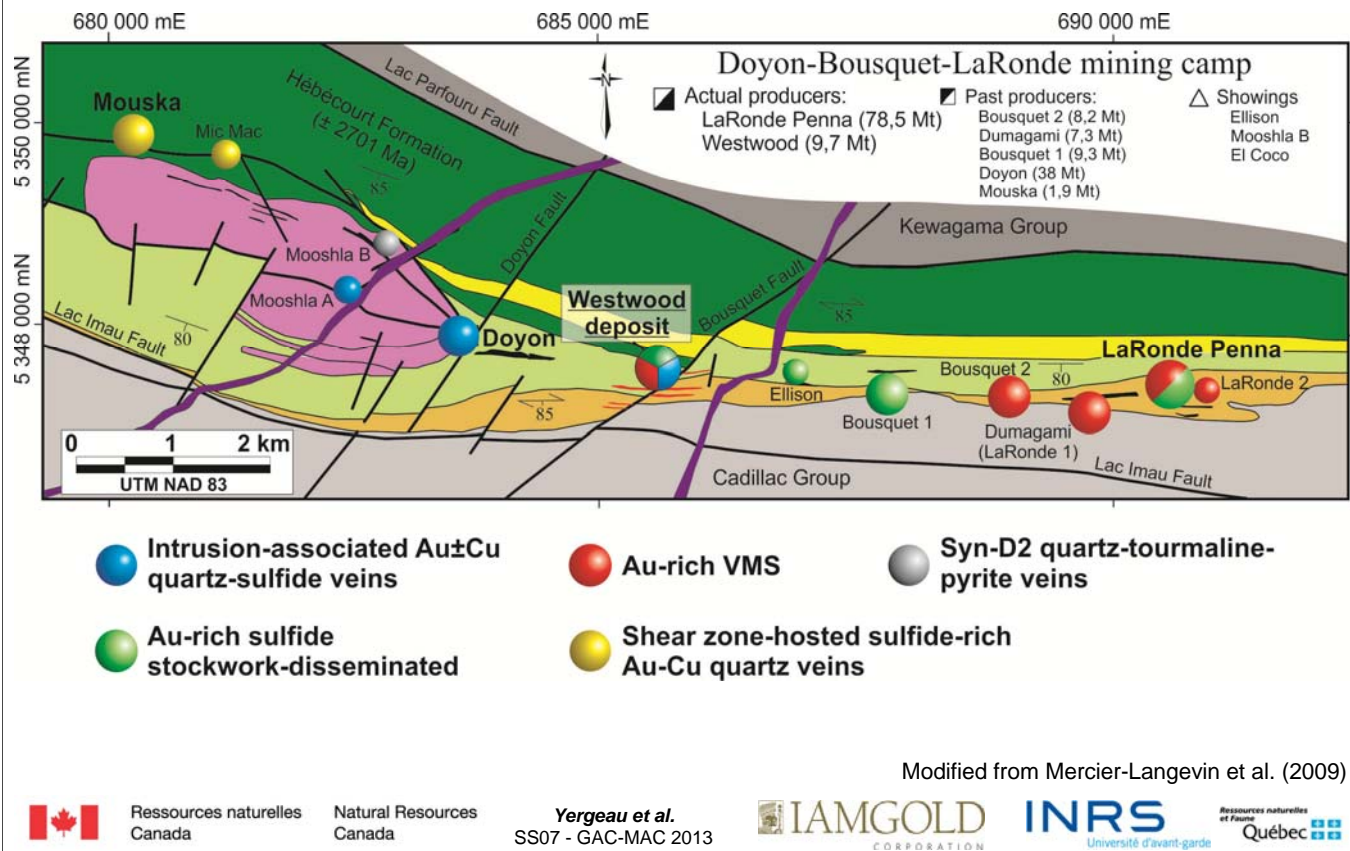 680 000 mE
685 000 mE
690 000 mE
5 350 000 mN
5 348 000 mN
Doyon-Bousquet-LaRonde mining camp
Actual producers:
LaRonde Penna (78,5 Mt)
Westwood (9,7 Mt)
Past producers:
Bousquet 2 (8,2 Mt)
Dumagami (7,3 Mt)
Bousquet 1 (9,3 Mt)
Doyon (38 Mt)
Mouska (1,9 Mt)
Showings
Ellison
Mooshla B
El Coco
N
Lac Parfouru Fault
Hébécourt Formation
(± 2701 Ma)
85
Mouska
Mic Mac
Kewagama Group
Doyon Fault
Mooshla B
Mooshla A
Bousquet Fault
Westwood
deposit
85
Lac Imau Fault
80
Doyon
LaRonde Penna
Bousquet 2
80
LaRonde 2
Ellison
85
Bousquet 1
Dumagami
(LaRonde 1)
Lac Imau Fault
Cadillac Group
0 1 2 km
UTM NAD 83
Intrusion-associated Au±Cu
quartz-sulfide veins
Au-rich VMS
Syn-D2 quartz-tourmaline-
pyrite veins
Au-rich sulfide
stockwork-disseminated
Shear zone-hosted sulfide-rich
Au-Cu quartz veins
Modified from Mercier-Langevin et al. (2009)
Ressources naturelles
Canada
Natural Resources
Canada
Yergeau et al.
SS07 - GAC-MAC 2013
IAMGOLD
CORPORATION
INRS
Université d'avant-garde
Ressources naturelles
et Faune
Québec